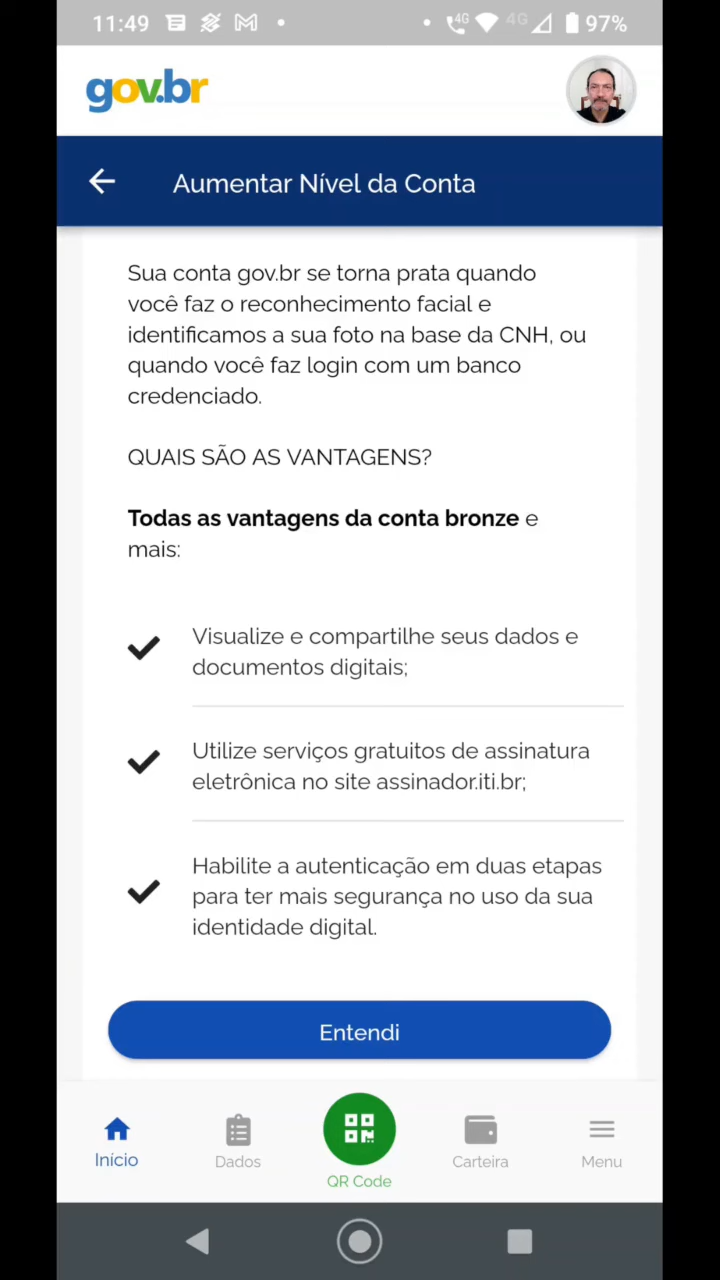 11:49 4G 4G 97%
gov.br
Aumentar Nível da Conta
Sua conta gov.br se torna prata quando
você faz o reconhecimento facial e
identificamos a sua foto na base da CNH, ou
quando você faz login com um banco
credenciado.
QUAIS SÃO AS VANTAGENS?
Todas as vantagens da conta bronze e
mais:
Visualize e compartilhe seus dados e
documentos digitais;
Utilize serviços gratuitos de assinatura
eletrônica no site assinador.iti.br;
Habilite a autenticação em duas etapas
para ter mais segurança no uso da sua
identidade digital.
Entendi
Início Dados QR Code Carteira Menu